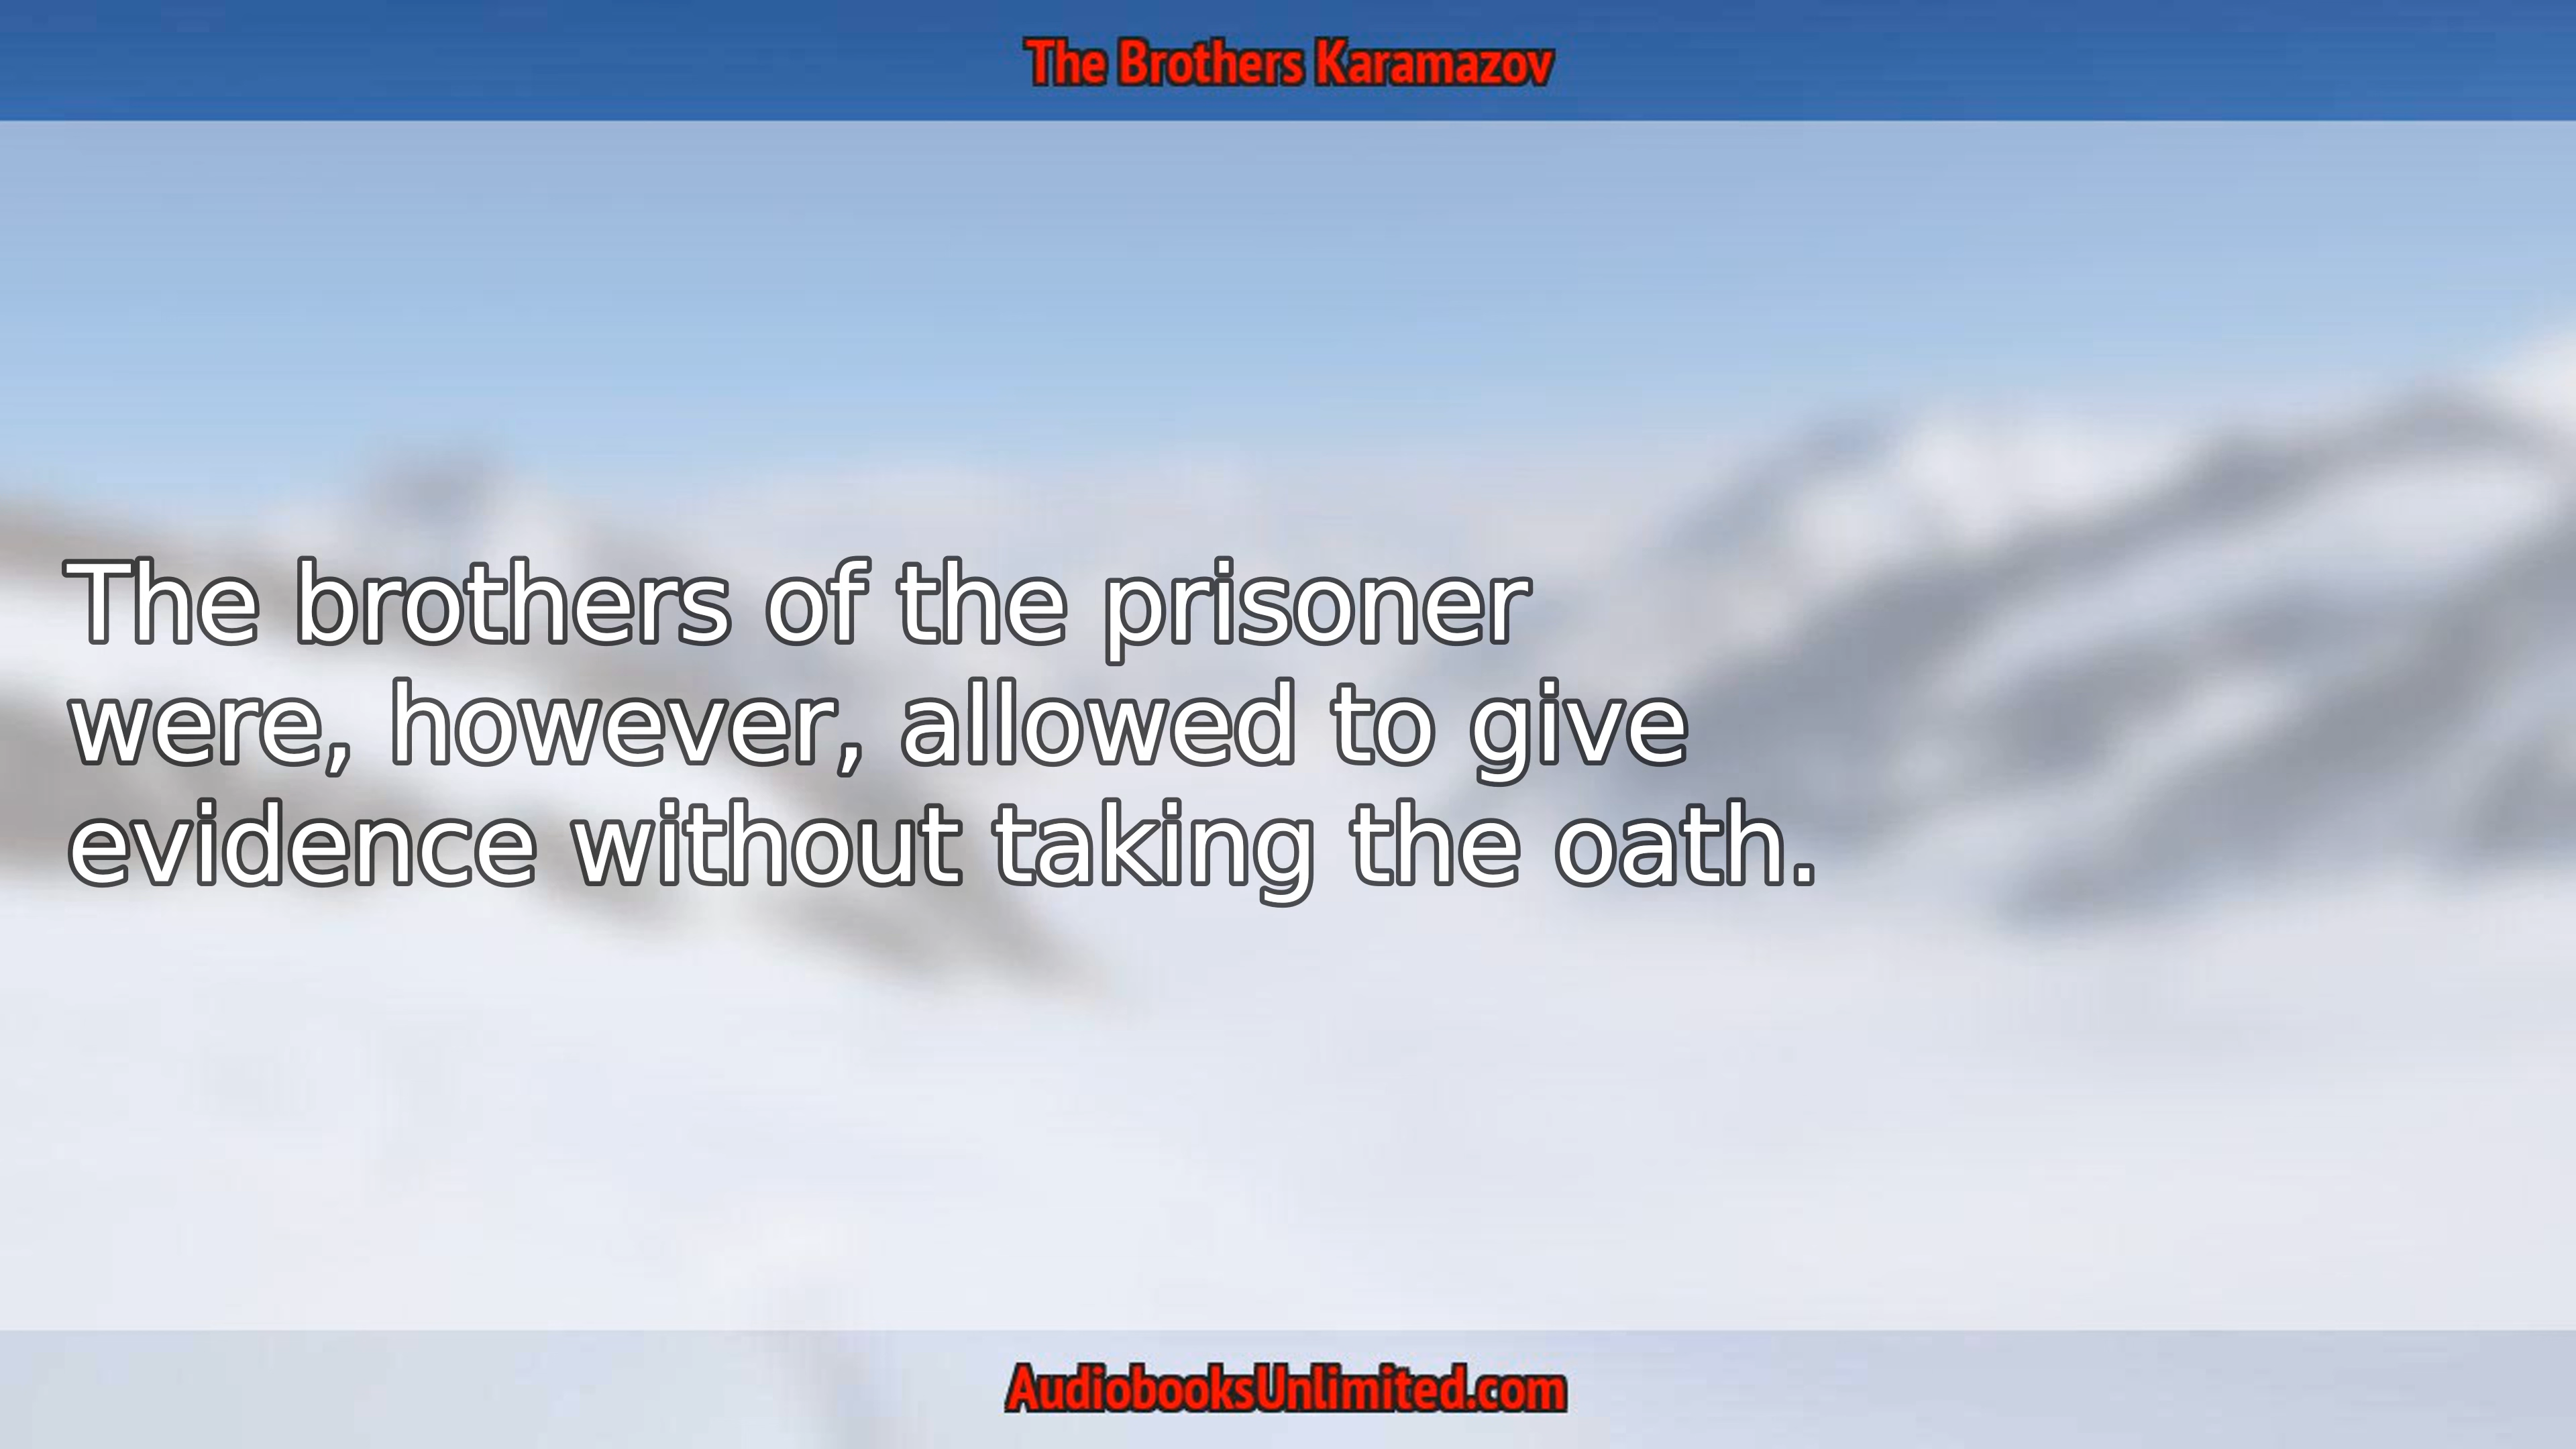 The Brothers Karamazov
The brothers of the prisoner
were, however, allowed to give
evidence without taking the oath.
AudiobooksUnlimited.com